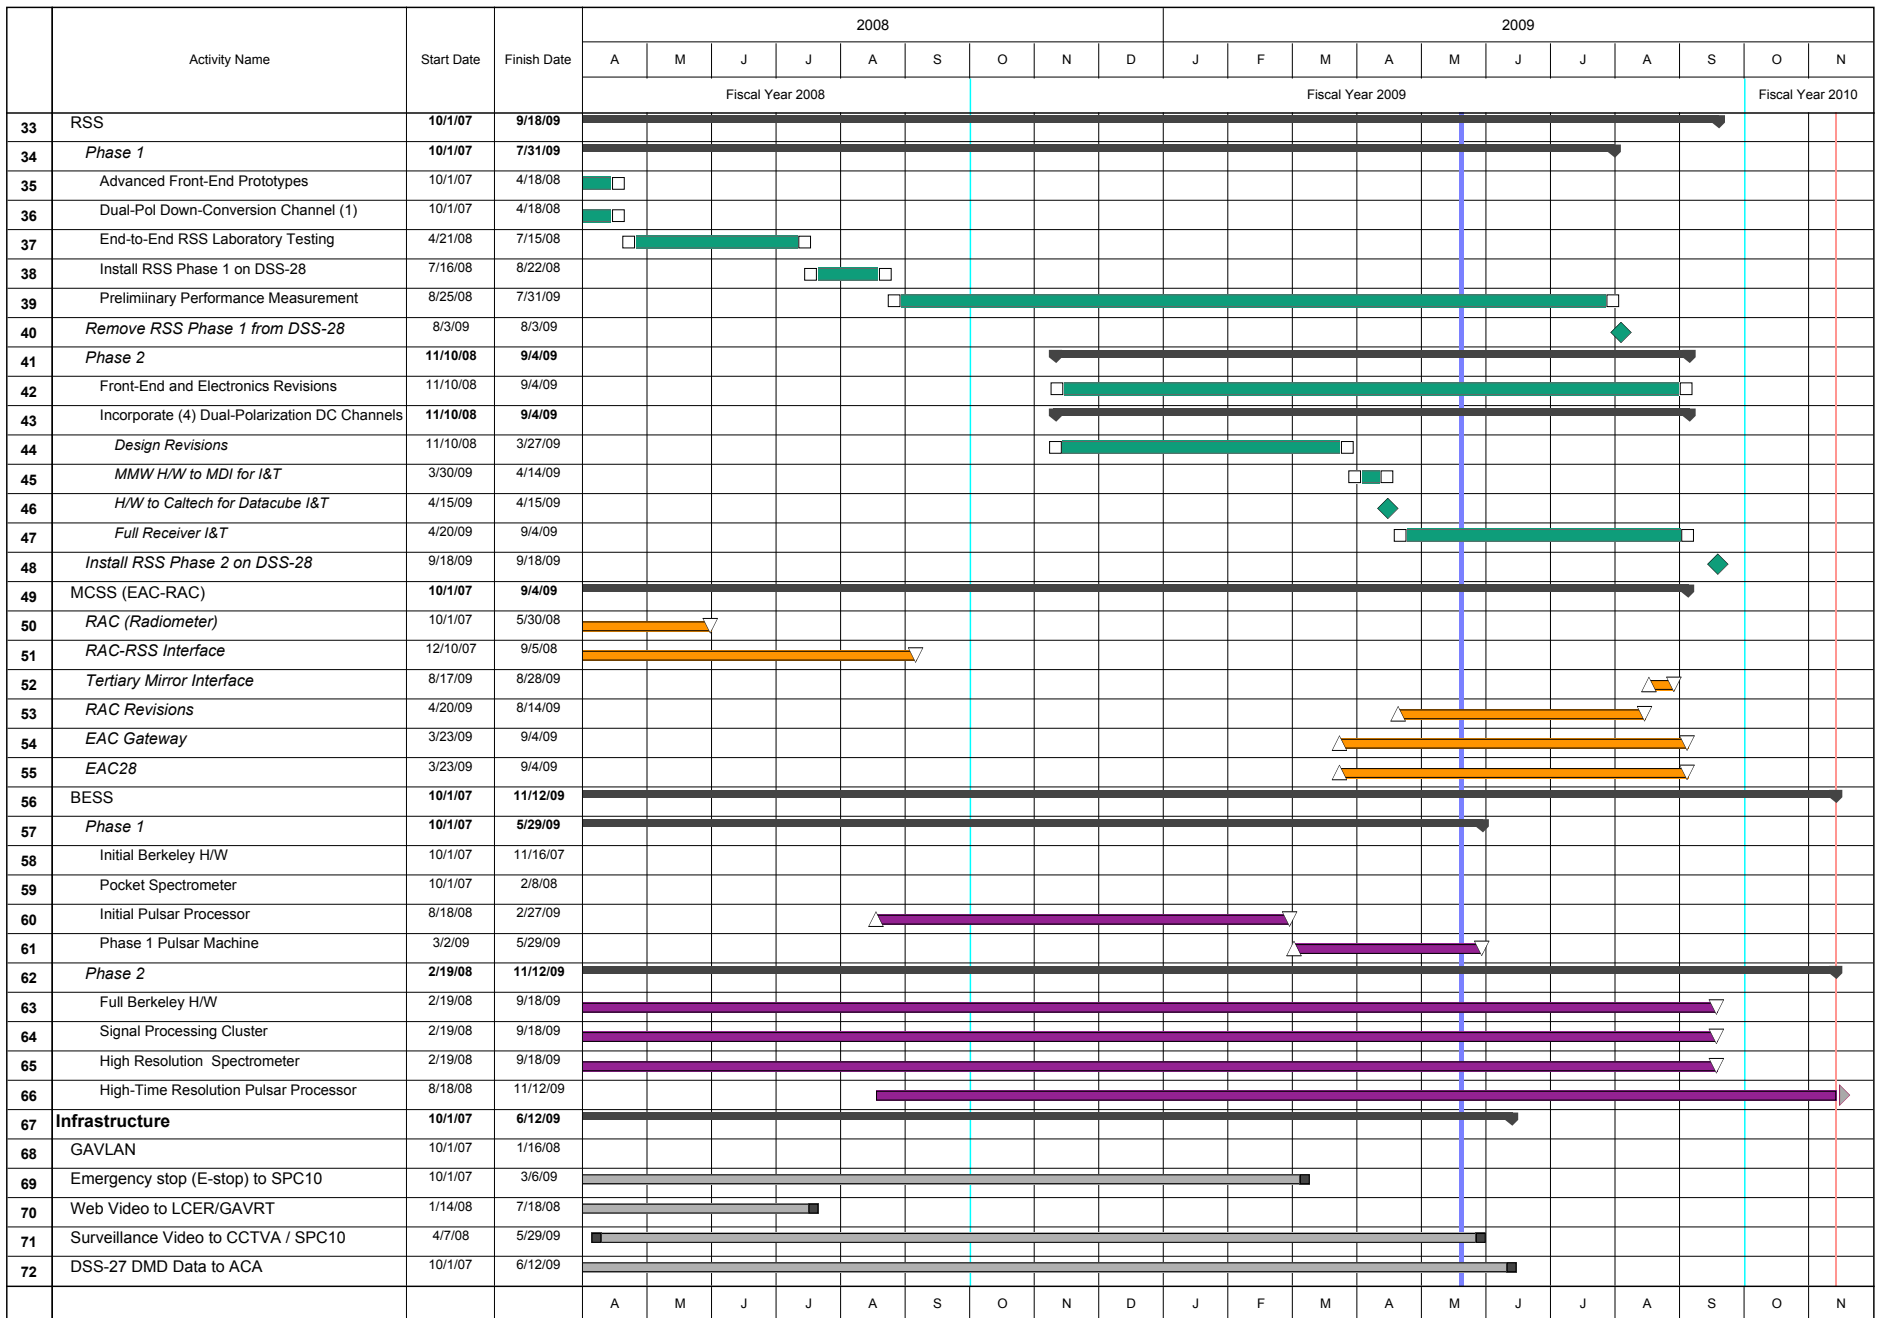 2008 2009
Activity Name Start Date Finish Date A M J J A S O N D J F M A M J J A S O N
Fiscal Year 2008 Fiscal Year 2009 Fiscal Year 2010
33 RSS 10/1/07 9/18/09
34 Phase 1 10/1/07 7/31/09
35 Advanced Front-End Prototypes 10/1/07 4/18/08
36 Dual-Pol Down-Conversion Channel (1) 10/1/07 4/18/08
37 End-to-End RSS Laboratory Testing 4/21/08 7/15/08
38 Install RSS Phase 1 on DSS-28 7/16/08 8/22/08
39 Prelimiinary Performance Measurement 8/25/08 7/31/09
40 Remove RSS Phase 1 from DSS-28 8/3/09 8/3/09
41 Phase 2 11/10/08 9/4/09
42 Front-End and Electronics Revisions 11/10/08 9/4/09
43 Incorporate (4) Dual-Polarization DC Channels 11/10/08 9/4/09
44 Design Revisions 11/10/08 3/27/09
45 MMW H/W to MDI for I&T 3/30/09 4/14/09
46 H/W to Caltech for Datacube I&T 4/15/09 4/15/09
47 Full Receiver I&T 4/20/09 9/4/09
48 Install RSS Phase 2 on DSS-28 9/18/09 9/18/09
49 MCSS (EAC-RAC) 10/1/07 9/4/09
50 RAC (Radiometer) 10/1/07 5/30/08
51 RAC-RSS Interface 12/10/07 9/5/08
52 Tertiary Mirror Interface 8/17/09 8/28/09
53 RAC Revisions 4/20/09 8/14/09
54 EAC Gateway 3/23/09 9/4/09
55 EAC28 3/23/09 9/4/09
56 BESS 10/1/07 11/12/09
57 Phase 1 10/1/07 5/29/09
58 Initial Berkeley H/W 10/1/07 11/16/07
59 Pocket Spectrometer 10/1/07 2/8/08
60 Initial Pulsar Processor 8/18/08 2/27/09
61 Phase 1 Pulsar Machine 3/2/09 5/29/09
62 Phase 2 2/19/08 11/12/09
63 Full Berkeley H/W 2/19/08 9/18/09
64 Signal Processing Cluster 2/19/08 9/18/09
65 High Resolution Spectrometer 2/19/08 9/18/09
66 High-Time Resolution Pulsar Processor 8/18/08 11/12/09
67 Infrastructure 10/1/07 6/12/09
68 GAVLAN 10/1/07 1/16/08
69 Emergency stop (E-stop) to SPC10 10/1/07 3/6/09
70 Web Video to LCER/GAVRT 1/14/08 7/18/08
71 Surveillance Video to CCTVA / SPC10 4/7/08 5/29/09
72 DSS-27 DMD Data to ACA 10/1/07 6/12/09
A M J J A S O N D J F M A M J J A S O N